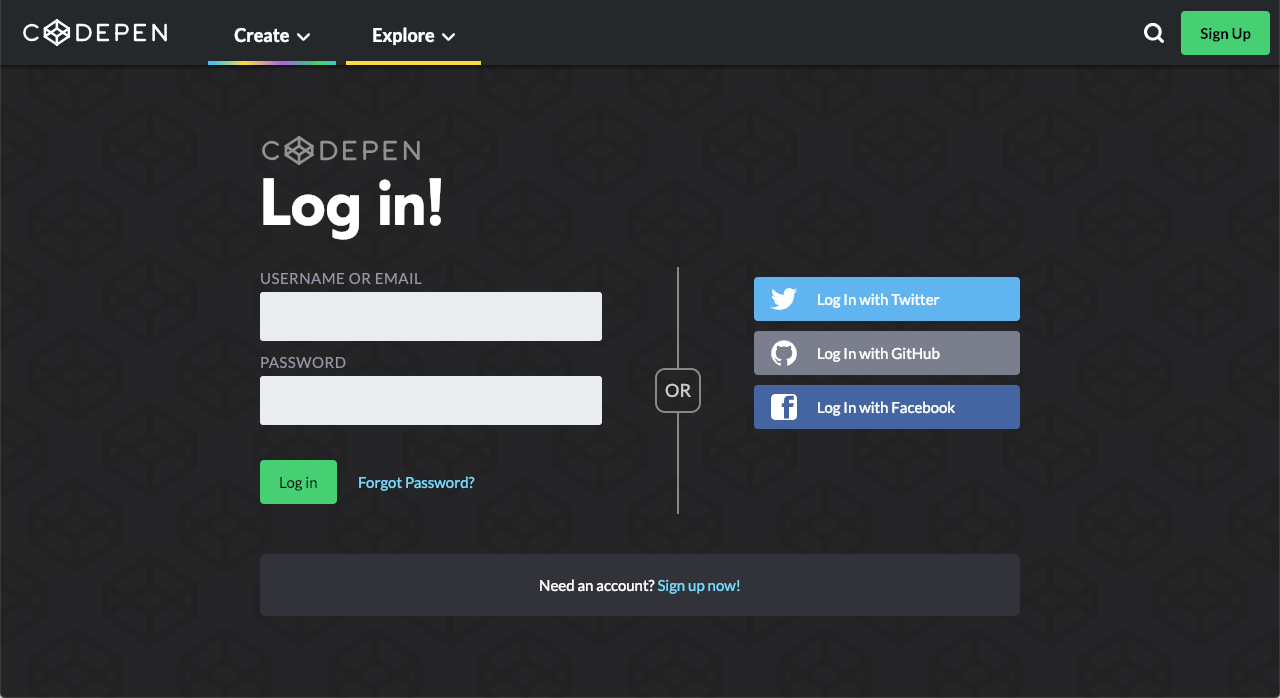 CODEPEN
Create
Explore
Sign Up
CODEPEN
Log in!
USERNAME OR EMAIL
PASSWORD
Log in
Forgot Password?
OR
Log In with Twitter
Log In with GitHub
Log In with Facebook
Need an account? Sign up now!